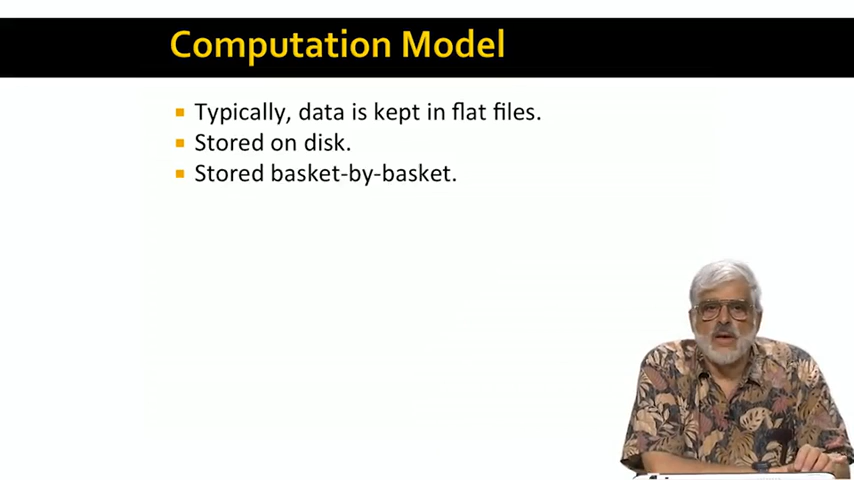 Computation Model
Typically, data is kept in flat files.
Stored on disk.
Stored basket-by-basket.